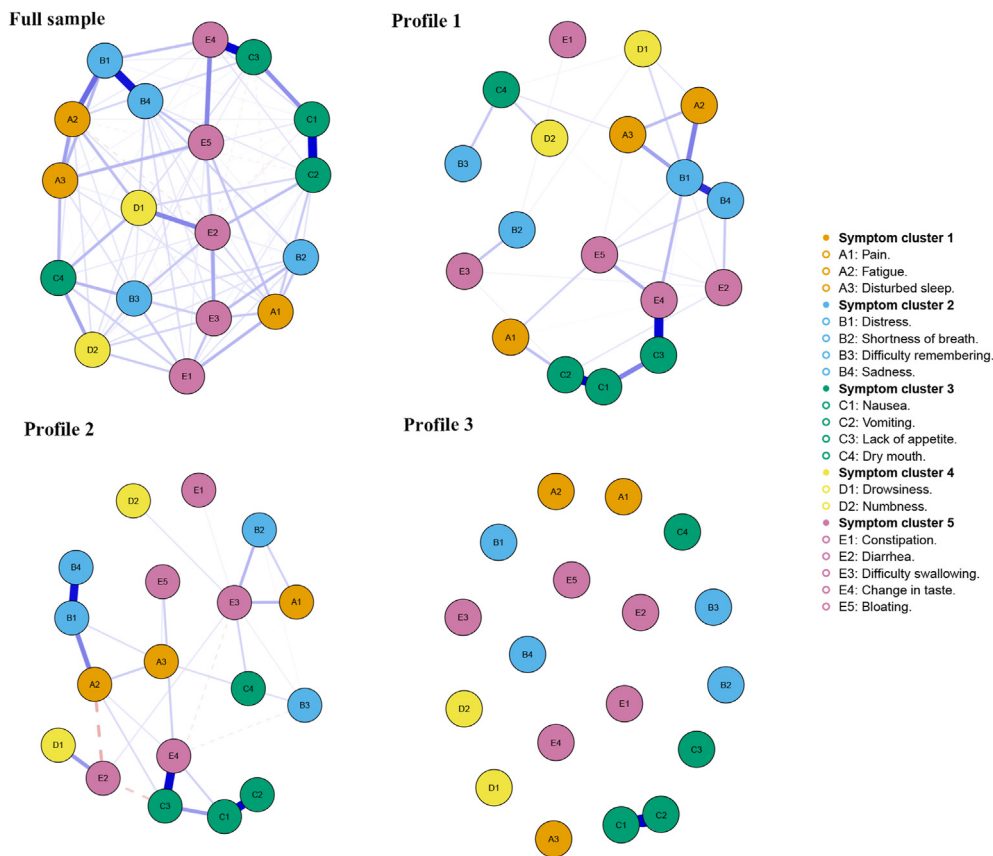 Full sample
E4
C3
B1
B4
A2
C1
E5
C2
A3
D1
E2
B2
C4
B3
E3
A1
D2
E1
Profile 1
E1
D1
C4
A2
A3
D2
B3
B1
B4
B2
E5
E3
E2
E4
A1
C3
C2
C1
Profile 2
E1
D2
B2
B4
E5
E3
A1
B1
A3
A2
C4
B3
D1
E4
E2
C3
C2
C1
Profile 3
A2
A1
C4
B1
E5
B3
E2
E3
B4
B2
E1
D2
E4
C3
D1
C2
C1
A3
Symptom cluster 1
A1: Pain.
A2: Fatigue.
A3: Disturbed sleep.
Symptom cluster 2
B1: Distress.
B2: Shortness of breath.
B3: Difficulty remembering.
B4: Sadness.
Symptom cluster 3
C1: Nausea.
C2: Vomiting.
C3: Lack of appetite.
C4: Dry mouth.
Symptom cluster 4
D1: Drowsiness.
D2: Numbness.
Symptom cluster 5
E1: Constipation.
E2: Diarrhea.
E3: Difficulty swallowing.
E4: Change in taste.
E5: Bloating.